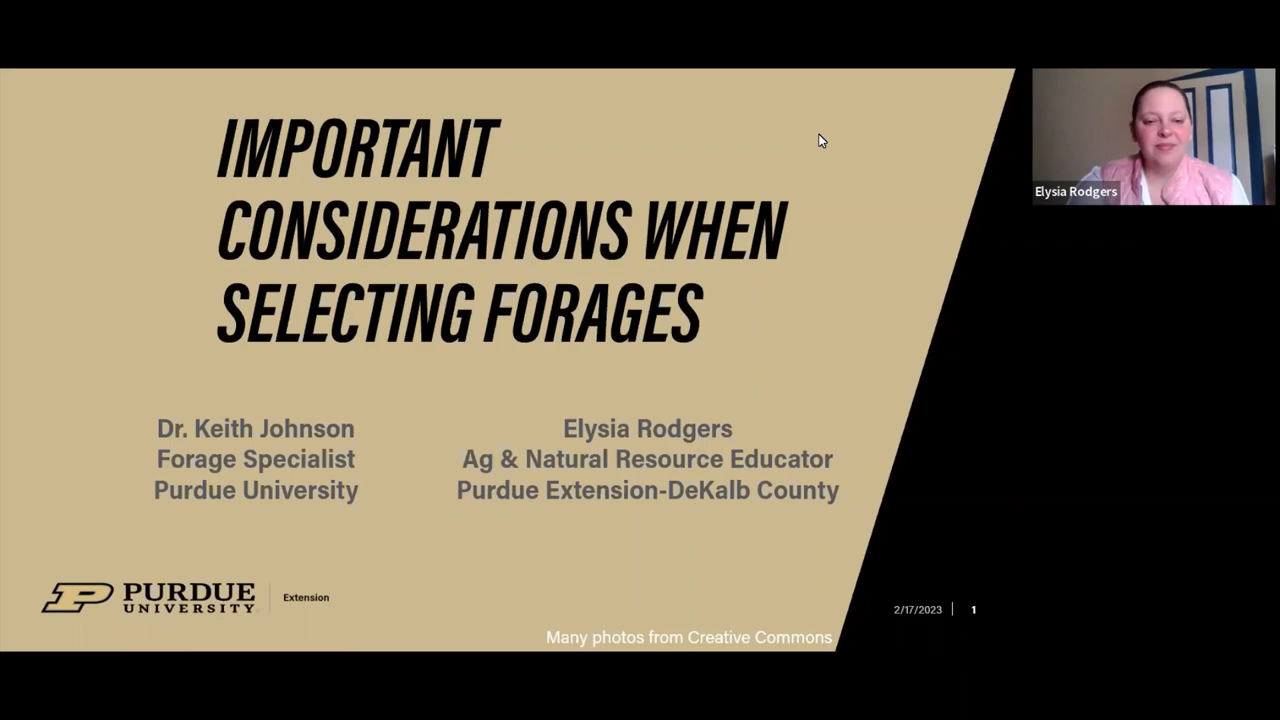 IMPORTANT
CONSIDERATIONS WHEN
SELECTING FORAGES
Dr. Keith Johnson
Forage Specialist
Purdue University
Elysia Rodgers
Ag & Natural Resource Educator
Purdue Extension-DeKalb County
PURDUE
UNIVERSITY
Extension
2/17/2023
1
Many photos from Creative Commons
Elysia Rodgers